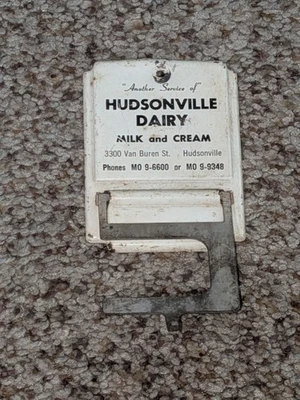 "Another Service of"
HUDSONVILLE
DAIRY
MILK and CREAM
3300 Van Buren St. Hudsonville
Phones MO 9-6600 or MO 9-9348